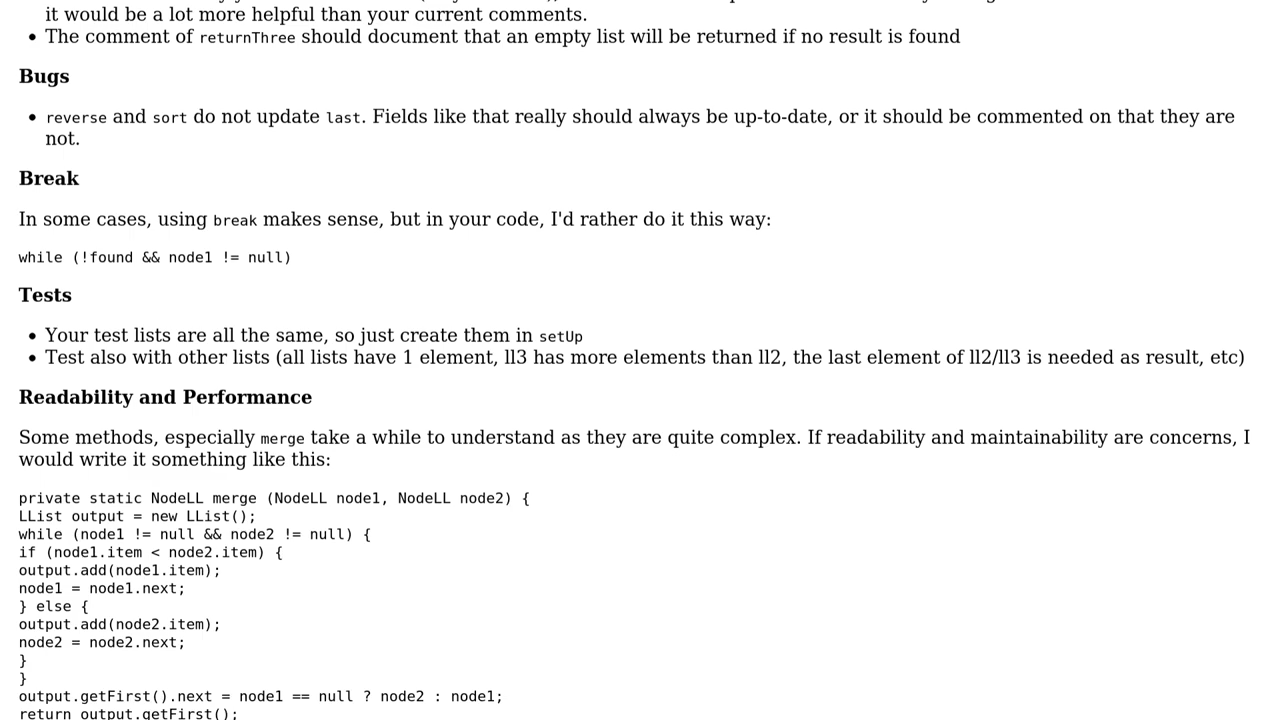 it would be a lot more helpful than your current comments.
• The comment of returnThree should document that an empty list will be returned if no result is found
Bugs
• reverse and sort do not update last. Fields like that really should always be up-to-date, or it should be commented on that they are
not.
Break
In some cases, using break makes sense, but in your code, I'd rather do it this way:
while (!found && node1 != null)
Tests
• Your test lists are all the same, so just create them in setUp
• Test also with other lists (all lists have 1 element, ll3 has more elements than ll2, the last element of ll2/ll3 is needed as result, etc)
Readability and Performance
Some methods, especially merge take a while to understand as they are quite complex. If readability and maintainability are concerns, I
would write it something like this:
private static NodeLL merge (NodeLL node1, NodeLL node2) {
LList output = new LList();
while (node1 != null && node2 != null) {
if (node1.item < node2.item) {
output.add(node1.item);
node1 = node1.next;
} else {
output.add(node2.item);
node2 = node2.next;
}
}
output.getFirst().next = node1 == null ? node2 : node1;
return output.getFirst();